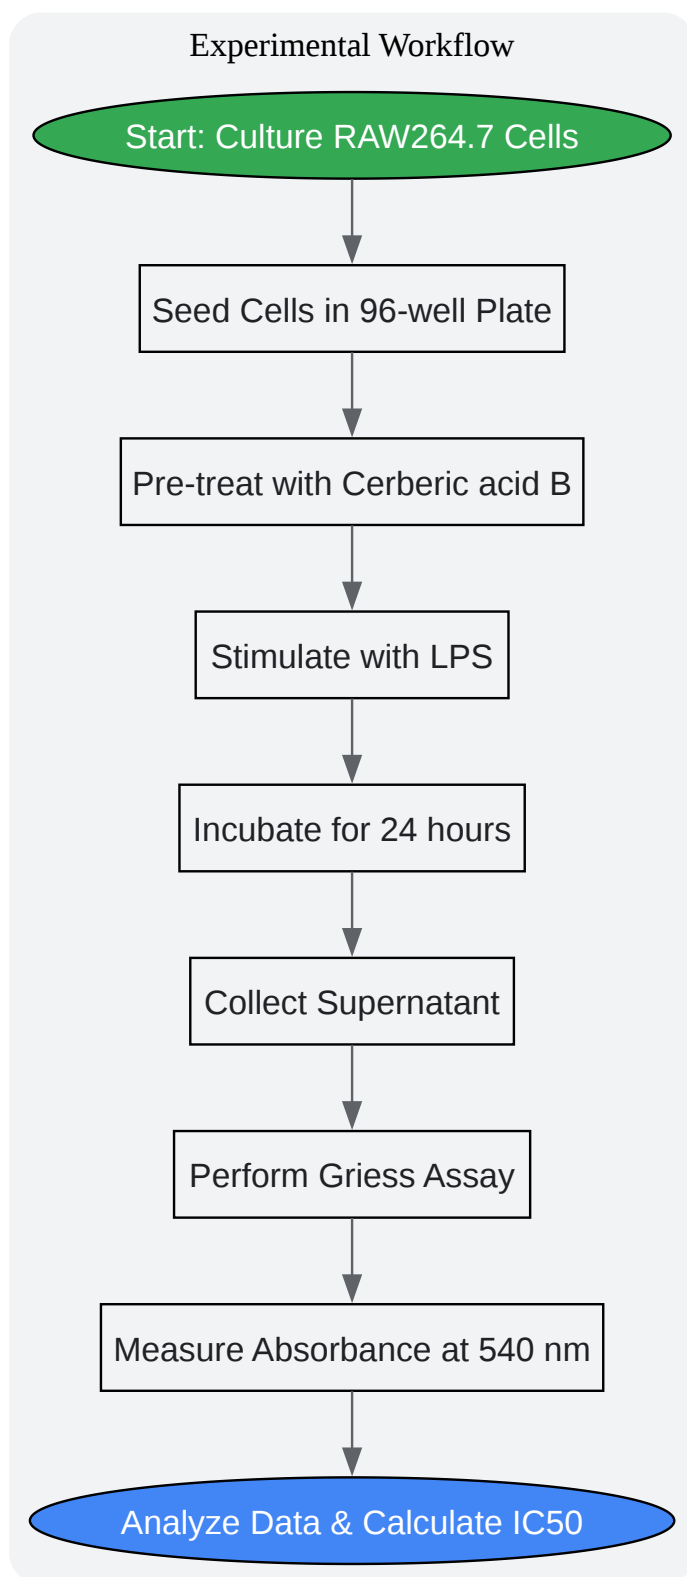 Experimental Workflow
Start: Culture RAW264.7 Cells
Seed Cells in 96-well Plate
Pre-treat with Cerberic acid B
Stimulate with LPS
Incubate for 24 hours
Collect Supernatant
Perform Griess Assay
Measure Absorbance at 540 nm
Analyze Data & Calculate IC50